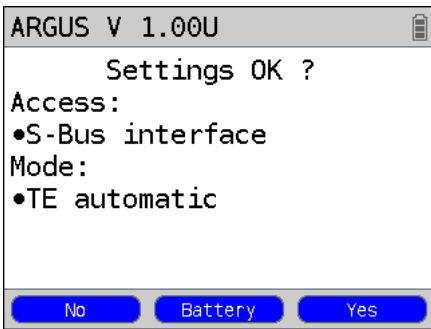 ARGUS V 1.00U
Settings OK ?
Access:
•S-Bus interface
Mode:
•TE automatic
No Battery Yes